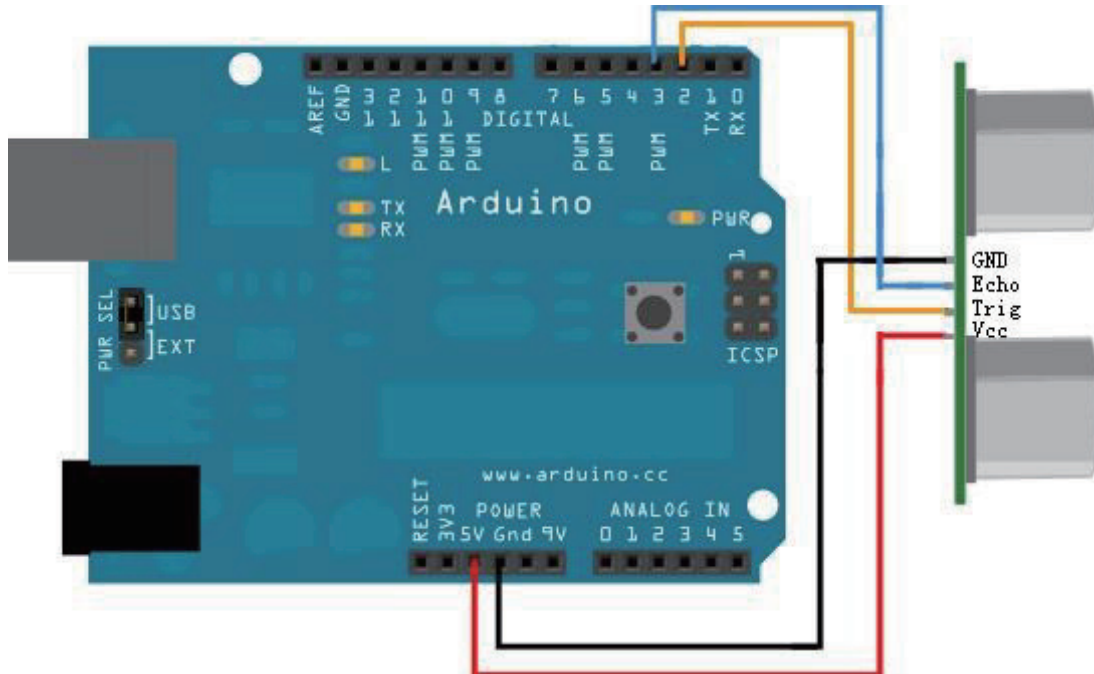 AREF
GND
13
12
11
10
9
8
7
6
5
4
3
2
1
0
DIGITAL
PWM
PWM
PWM
PWM
PWM
PWM
TX
RX
L
TX
RX
Arduino
PWR
1
GND
Echo
Trig
Vcc
PWR SEL
USB
EXT
ICSP
www.arduino.cc
RESET
3V3
POWER
5V Gnd 9V
ANALOG IN
0 1 2 3 4 5